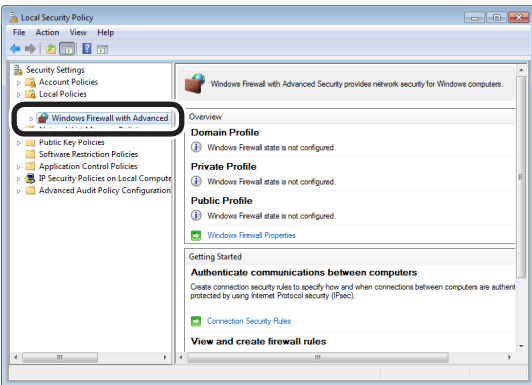 Local Security Policy
File Action View Help
Security Settings
Account Policies
Local Policies
Windows Firewall with Advanced
Public Key Policies
Software Restriction Policies
Application Control Policies
IP Security Policies on Local Compute
Advanced Audit Policy Configuration
Windows Firewall with Advanced Security provides network security for Windows computers.
Overview
Domain Profile
Windows Firewall state is not configured.
Private Profile
Windows Firewall state is not configured.
Public Profile
Windows Firewall state is not configured.
Windows Firewall Properties
Getting Started
Authenticate communications between computers
Create connection security rules to specify how and when connections between computers are authent
protected by using Internet Protocol security (IPsec).
Connection Security Rules
View and create firewall rules